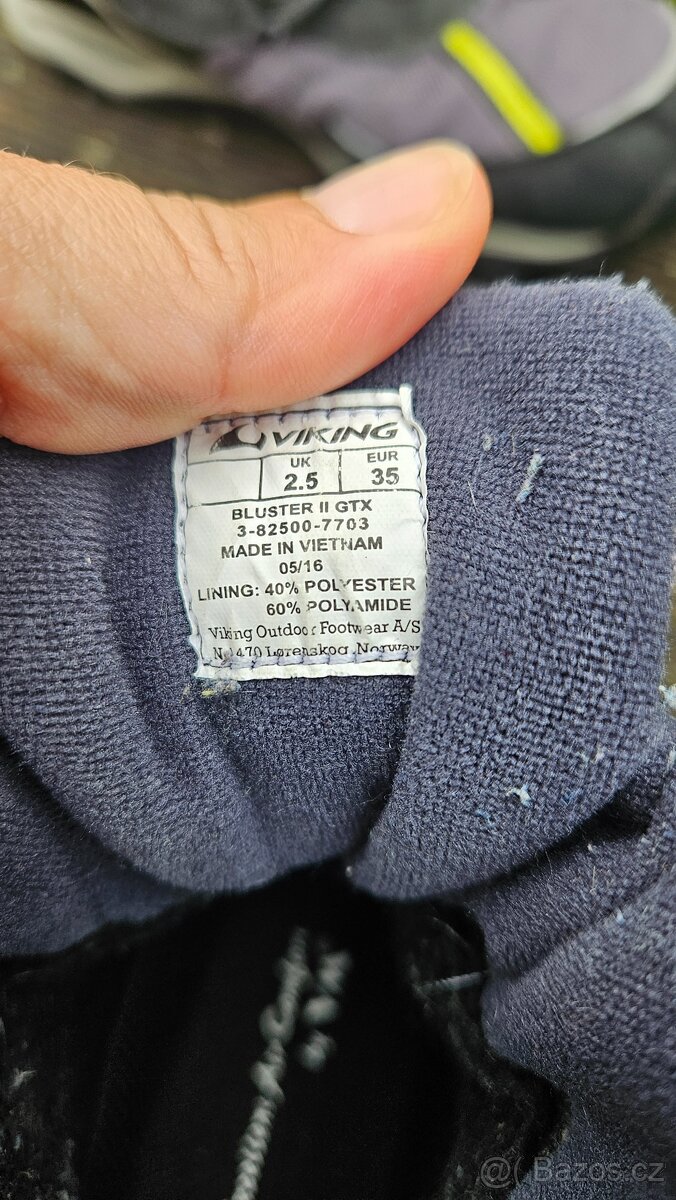 VIKING
UK EUR
2.5 35
BLUSTER II GTX
3-82500-7703
MADE IN VIETNAM
05/16
LINING: 40% POLYESTER
60% POLYAMIDE
Viking Outdoor Footwear A/S
N-1470 Lørenskog, Norway
@ Bazos.cz